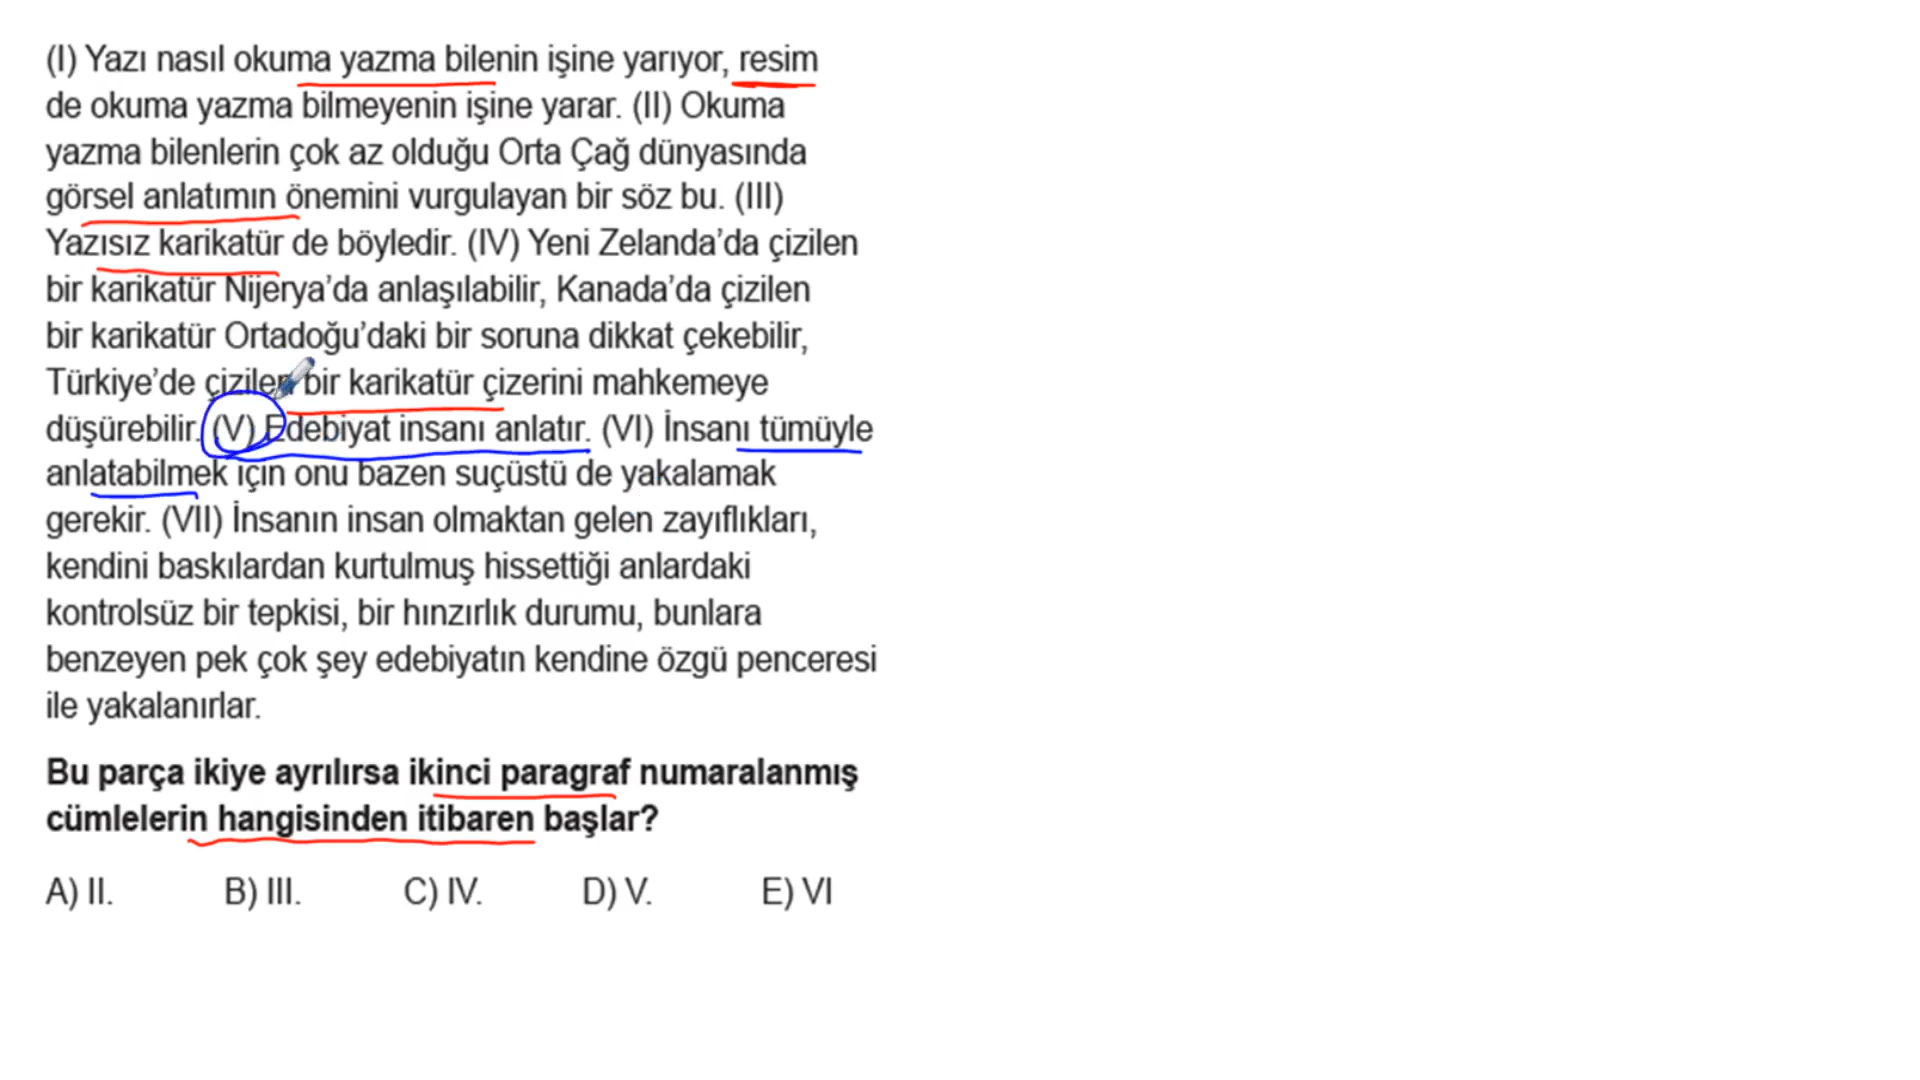 (I) Yazı nasıl okuma yazma bilenin işine yarıyor, resim
de okuma yazma bilmeyenin işine yarar. (II) Okuma
yazma bilenlerin çok az olduğu Orta Çağ dünyasında
görsel anlatımın önemini vurgulayan bir söz bu. (III)
Yazısız karikatür de böyledir. (IV) Yeni Zelanda’da çizilen
bir karikatür Nijerya’da anlaşılabilir, Kanada’da çizilen
bir karikatür Ortadoğu’daki bir soruna dikkat çekebilir,
Türkiye’de çizilen bir karikatür çizerini mahkemeye
düşürebilir. (V) Edebiyat insanı anlatır. (VI) İnsanı tümüyle
anlatabilmek için onu bazen suçüstü de yakalamak
gerekir. (VII) İnsanın insan olmaktan gelen zayıflıkları,
kendini baskılardan kurtulmuş hissettiği anlardaki
kontrolsüz bir tepkisi, bir hınzırlık durumu, bunlara
benzeyen pek çok şey edebiyatın kendine özgü penceresi
ile yakalanırlar.
Bu parça ikiye ayrılırsa ikinci paragraf numaralanmış
cümlelerin hangisinden itibaren başlar?
A) II. B) III. C) IV. D) V. E) VI